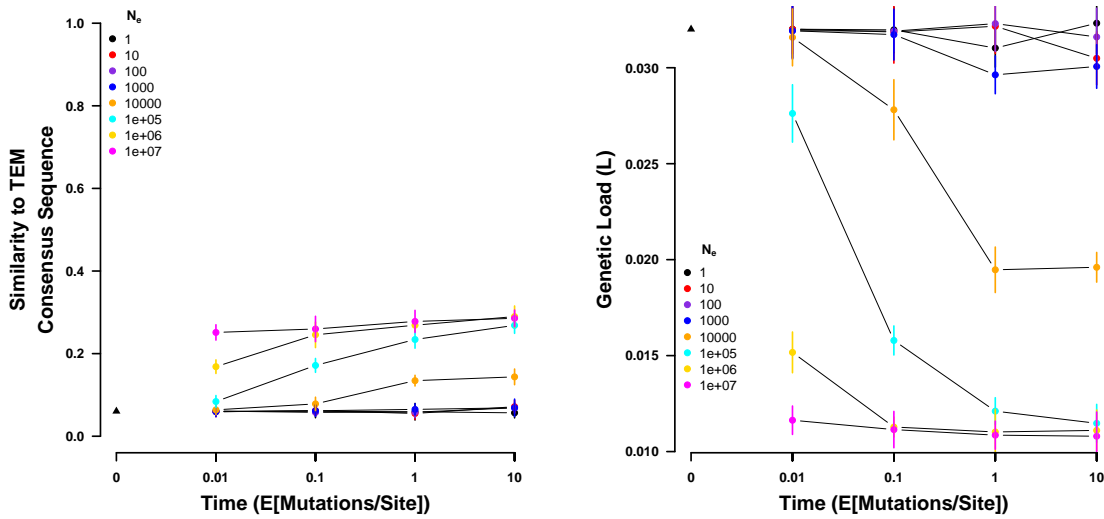 Similarity to TEM
Consensus Sequence
1.0
0.8
0.6
0.4
0.2
0.0
Ne
1
10
100
1000
10000
1e+05
1e+06
1e+07
0
0.01
0.1
1
10
Time (E[Mutations/Site])
Genetic Load (L)
0.030
0.025
0.020
0.015
0.010
Ne
1
10
100
1000
10000
1e+05
1e+06
1e+07
0
0.01
0.1
1
10
Time (E[Mutations/Site])